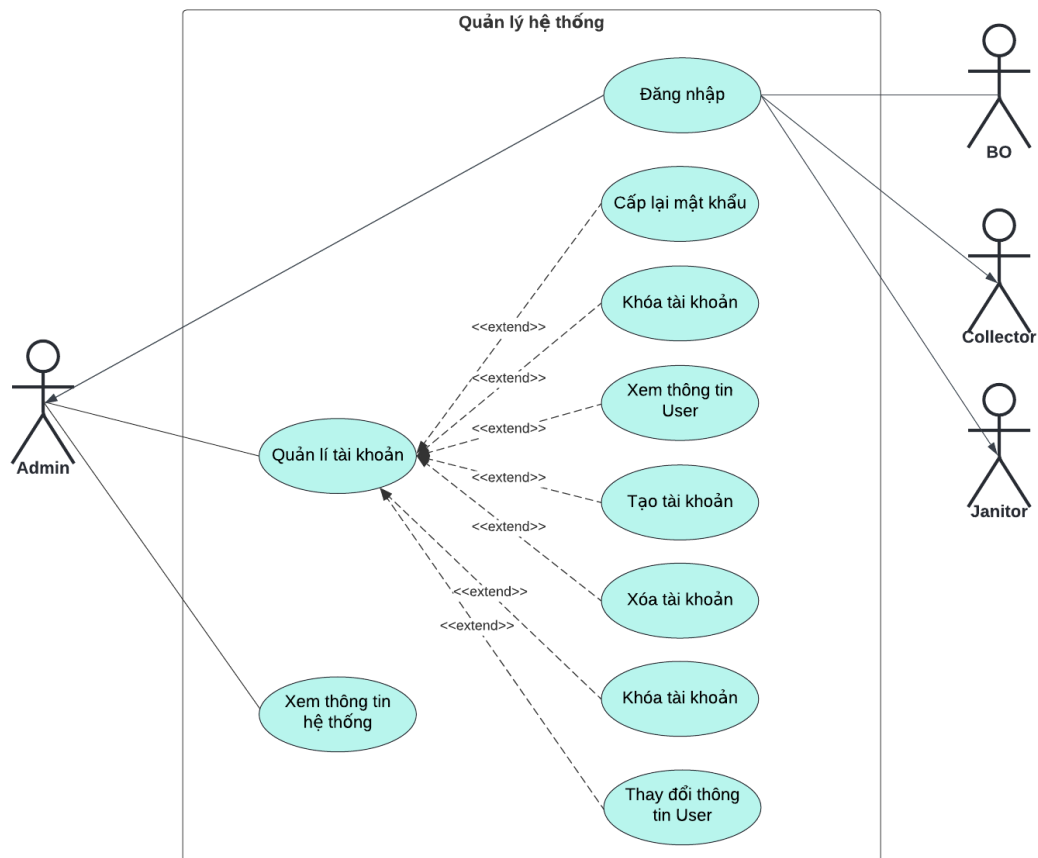 Quản lý hệ thống
Đăng nhập
BO
Cấp lại mật khẩu
Khóa tài khoản
Collector
<<extend>>
<<extend>>
Xem thông tin
User
<<extend>>
Admin
Quản lí tài khoản
<<extend>>
Tạo tài khoản
Janitor
<<extend>>
Xóa tài khoản
<<extend>>
<<extend>>
Xem thông tin
hệ thống
Khóa tài khoản
Thay đổi thông
tin User